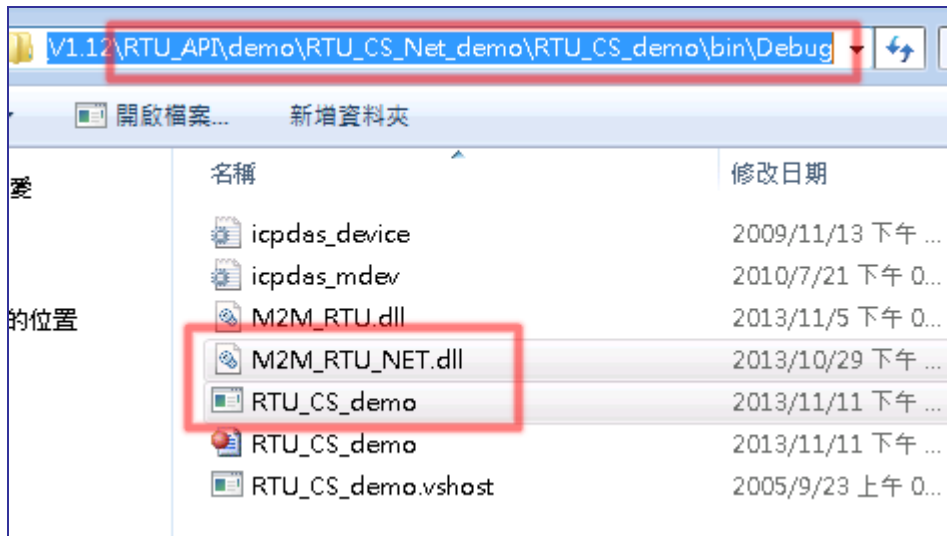 V1.12\RTU_API\demo\RTU_CS_Net_demo\RTU_CS_demo\bin\Debug
開啟檔案... 新增資料夾
名稱 修改日期
愛
icpdas_device 2009/11/13 下午 ...
icpdas_mdev 2010/7/21 下午 0...
的位置 M2M_RTU.dll 2013/11/5 下午 0...
M2M_RTU_NET.dll 2013/10/29 下午 ...
RTU_CS_demo 2013/11/11 下午 ...
RTU_CS_demo 2013/11/11 下午 ...
RTU_CS_demo.vshost 2005/9/23 上午 0...